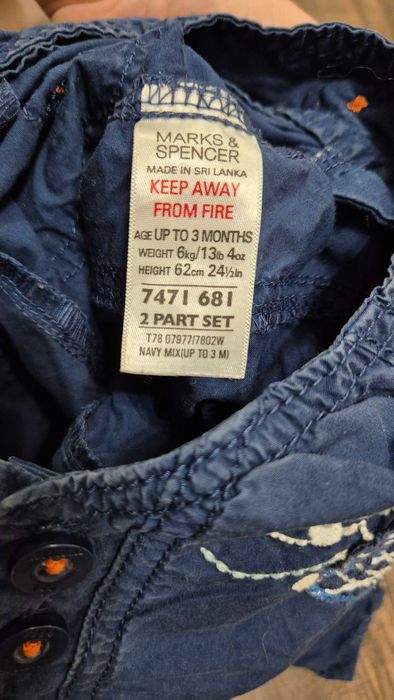 MARKS &
SPENCER
MADE IN SRI LANKA
KEEP AWAY
FROM FIRE
AGE UP TO 3 MONTHS
WEIGHT 6kg/13lb 4oz
HEIGHT 62cm 24½in
7471 681
2 PART SET
T78 07977/7802W
NAVY MIX(UP TO 3 M)